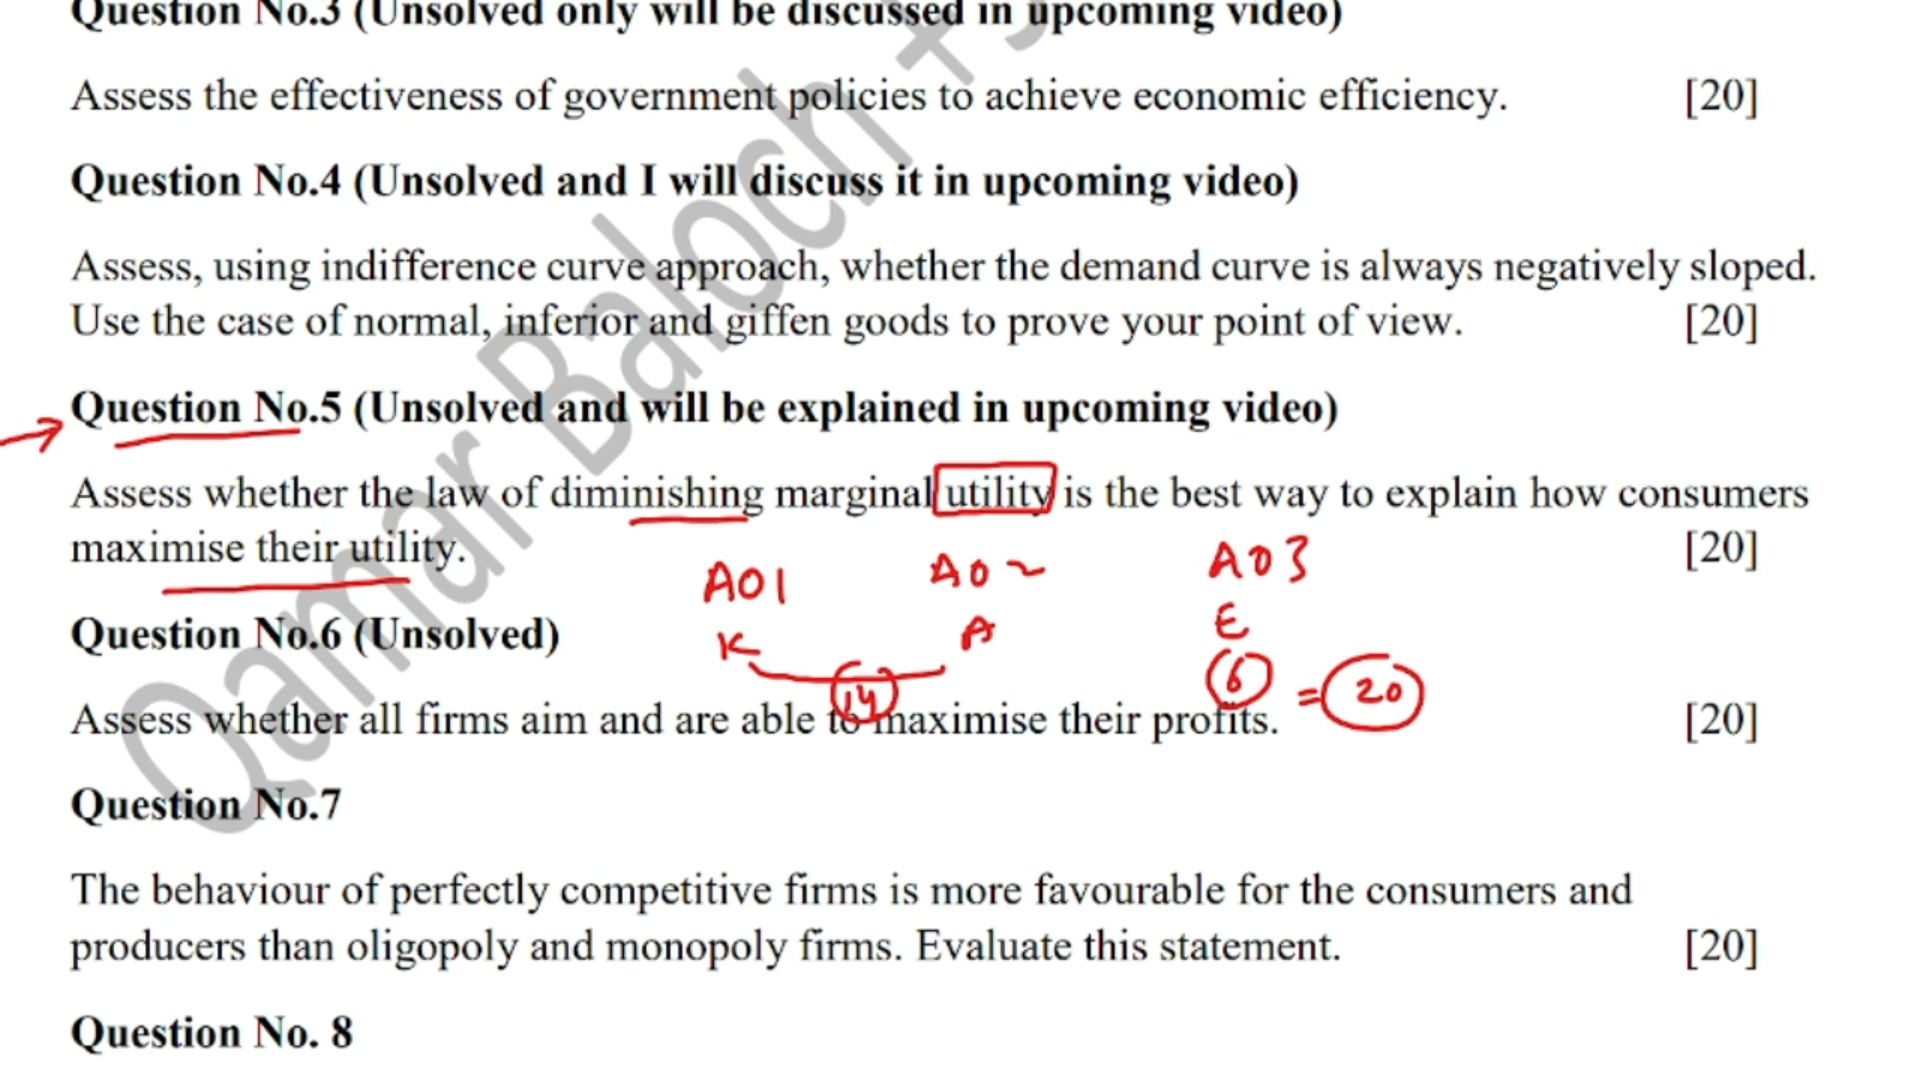 Question No.3 (Unsolved only will be discussed in upcoming video)
Assess the effectiveness of government policies to achieve economic efficiency. [20]
Question No.4 (Unsolved and I will discuss it in upcoming video)
Assess, using indifference curve approach, whether the demand curve is always negatively sloped.
Use the case of normal, inferior and giffen goods to prove your point of view. [20]
Question No.5 (Unsolved and will be explained in upcoming video)
Assess whether the law of diminishing marginal utility is the best way to explain how consumers
maximise their utility. [20]
AO1 AO2 AO3
K A E
14 6 = 20
Question No.6 (Unsolved)
Assess whether all firms aim and are able to maximise their profits. [20]
Question No.7
The behaviour of perfectly competitive firms is more favourable for the consumers and
producers than oligopoly and monopoly firms. Evaluate this statement. [20]
Question No. 8
Qamar Baloch